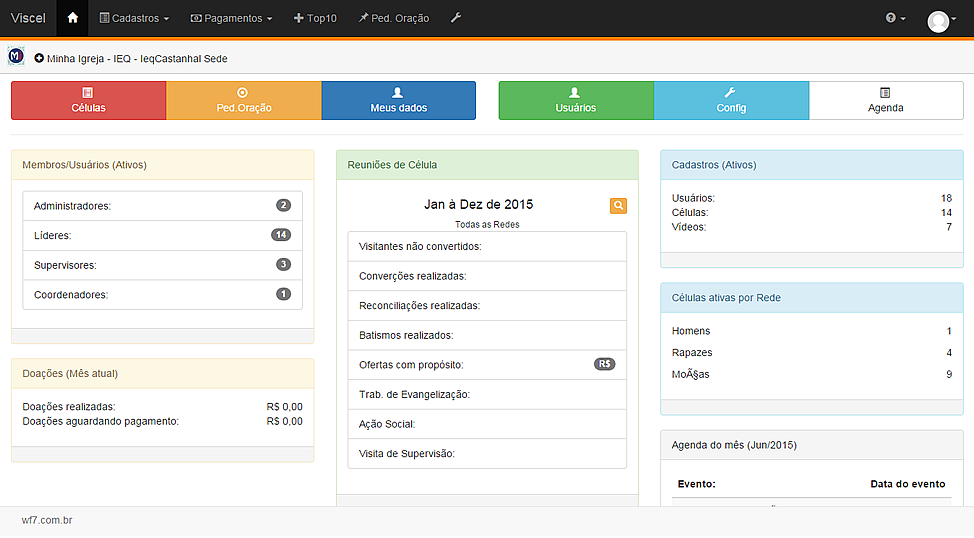 Viscel Cadastros Pagamentos Top10 Ped. Oração
Minha Igreja - IEQ - IeqCastanhal Sede
Células Ped.Oração Meus dados Usuários Config Agenda
Membros/Usuários (Ativos)
Administradores: 2
Líderes: 14
Supervisores: 3
Coordenadores: 1
Doações (Mês atual)
Doações realizadas: R$ 0,00
Doações aguardando pagamento: R$ 0,00
Reuniões de Célula
Jan à Dez de 2015
Todas as Redes
Visitantes não convertidos:
Converções realizadas:
Reconciliações realizadas:
Batismos realizados:
Ofertas com propósito: R$
Trab. de Evangelização:
Ação Social:
Visita de Supervisão:
Cadastros (Ativos)
Usuários: 18
Células: 14
Vídeos: 7
Células ativas por Rede
Homens 1
Rapazes 4
MoÃ§as 9
Agenda do mês (Jun/2015)
Evento: Data do evento
wf7.com.br